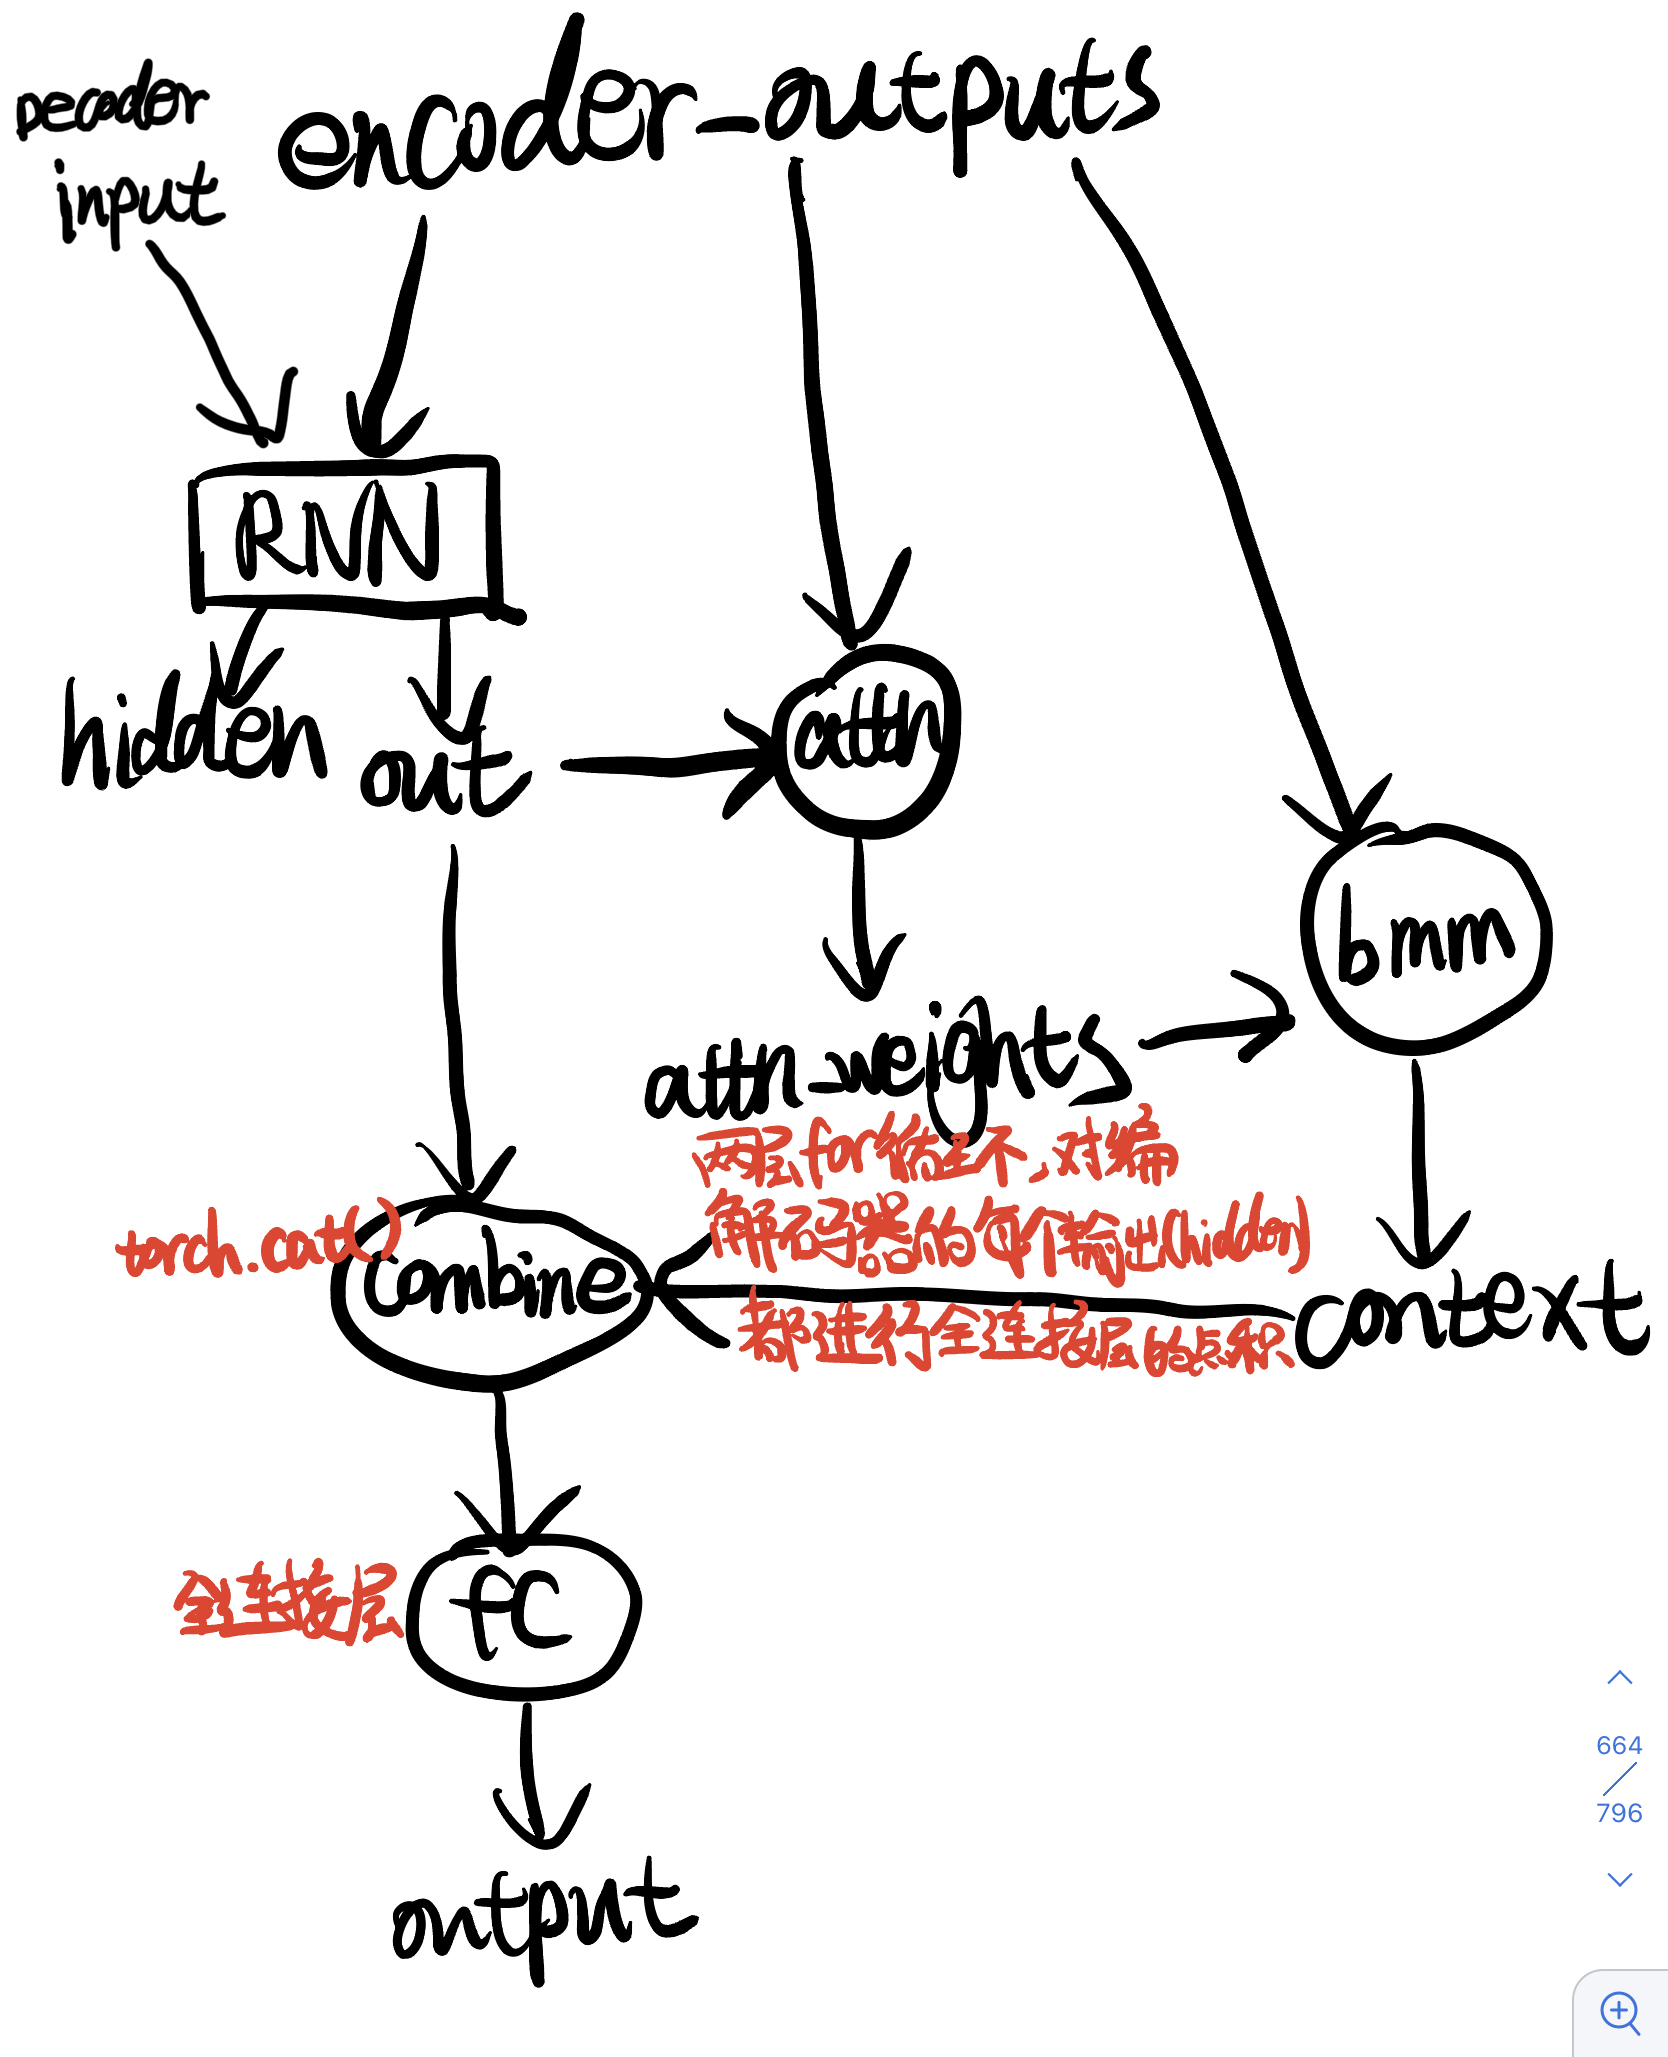 Decoder
input
encoder_outputs
RNN
hidden
out
attn
bmm
attn_weights
两层for循环,对编
解码器的每个输出(hidden)
都进行全连接层的点积
torch.cat()
Combine
context
全连接层
fC
output
664
796